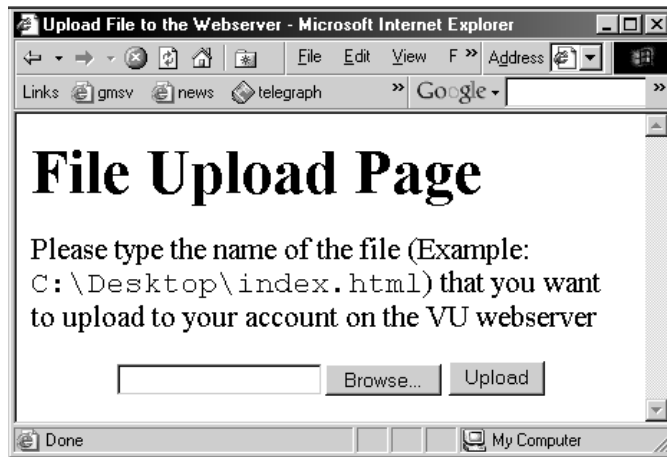 Upload File to the Webserver - Microsoft Internet Explorer
File Edit View F » Address
Links gmsv news telegraph » Google »
File Upload Page
Please type the name of the file (Example:
C:\Desktop\index.html) that you want
to upload to your account on the VU webserver
Browse... Upload
Done My Computer